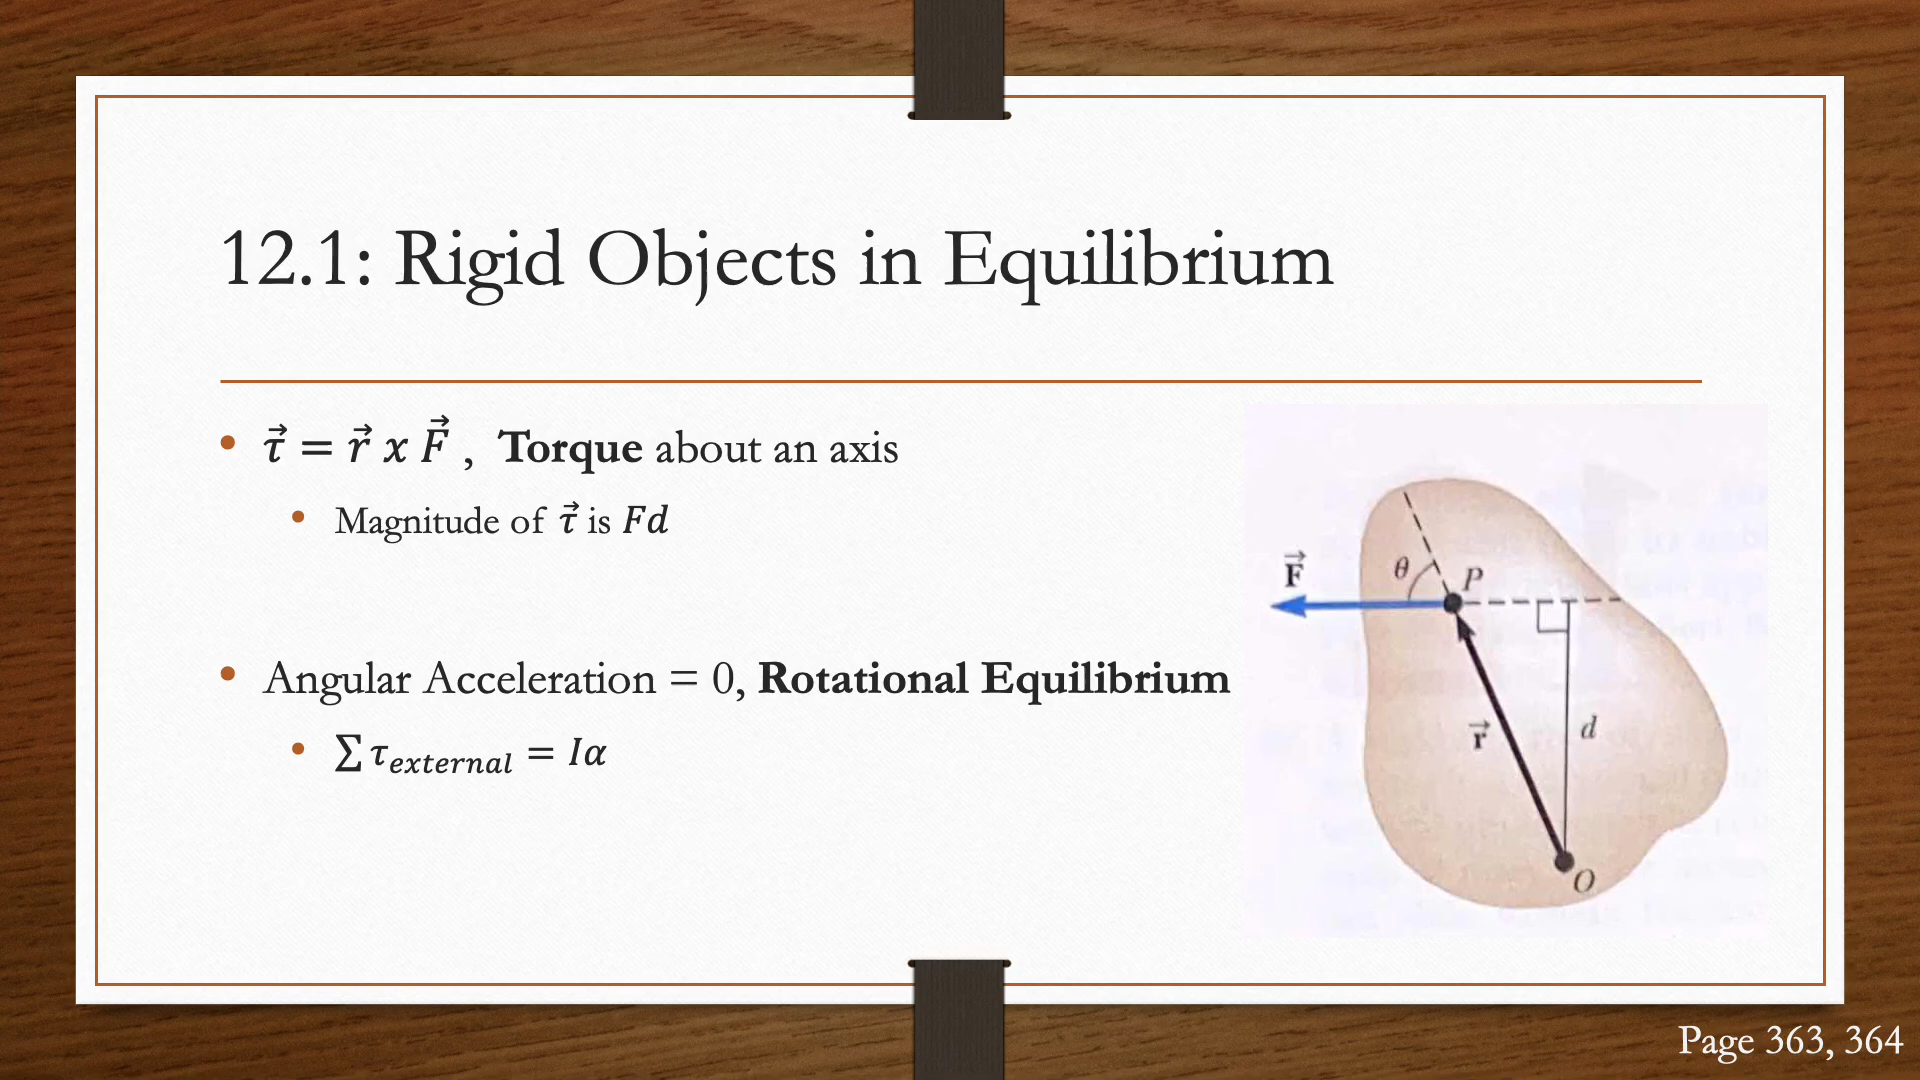 12.1: Rigid Objects in Equilibrium
• τ⃗ = r⃗ x F⃗ , Torque about an axis
• Magnitude of τ⃗ is Fd
• Angular Acceleration = 0, Rotational Equilibrium
• ∑ τ_external = Iα
F⃗
θ
P
r⃗
d
O
Page 363, 364